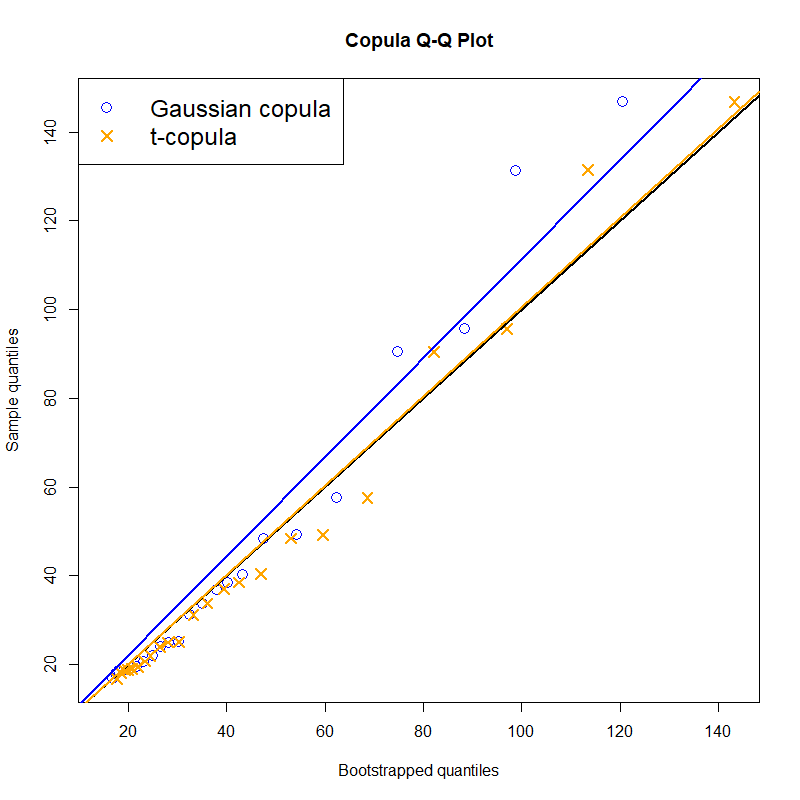 Copula Q-Q Plot
Gaussian copula
t-copula
Sample quantiles
140
120
100
80
60
40
20
20 40 60 80 100 120 140
Bootstrapped quantiles